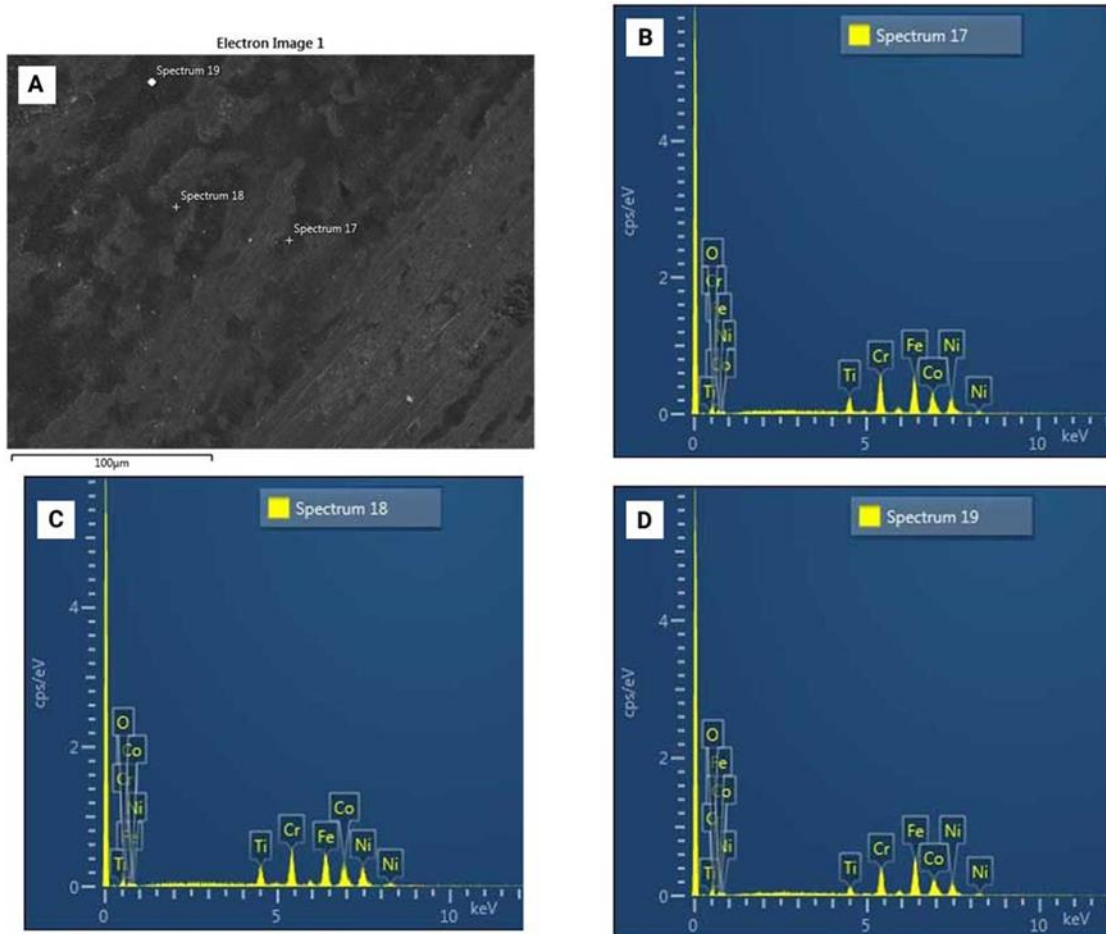 Electron Image 1
A
Spectrum 19
Spectrum 18
Spectrum 17
100µm
B
Spectrum 17
cps/eV
4
2
0
O
Cr
Ni
Co
Ti
Ti
Cr
Fe
Co
Ni
Ni
0
5
10
keV
C
Spectrum 18
cps/eV
4
2
0
O
Co
Cr
Ni
Ti
Cr
Fe
Co
Ni
Ni
0
5
10
keV
D
Spectrum 19
cps/eV
4
2
0
O
Fe
Co
Ti
Cr
Fe
Co
Ni
Ni
0
5
10
keV